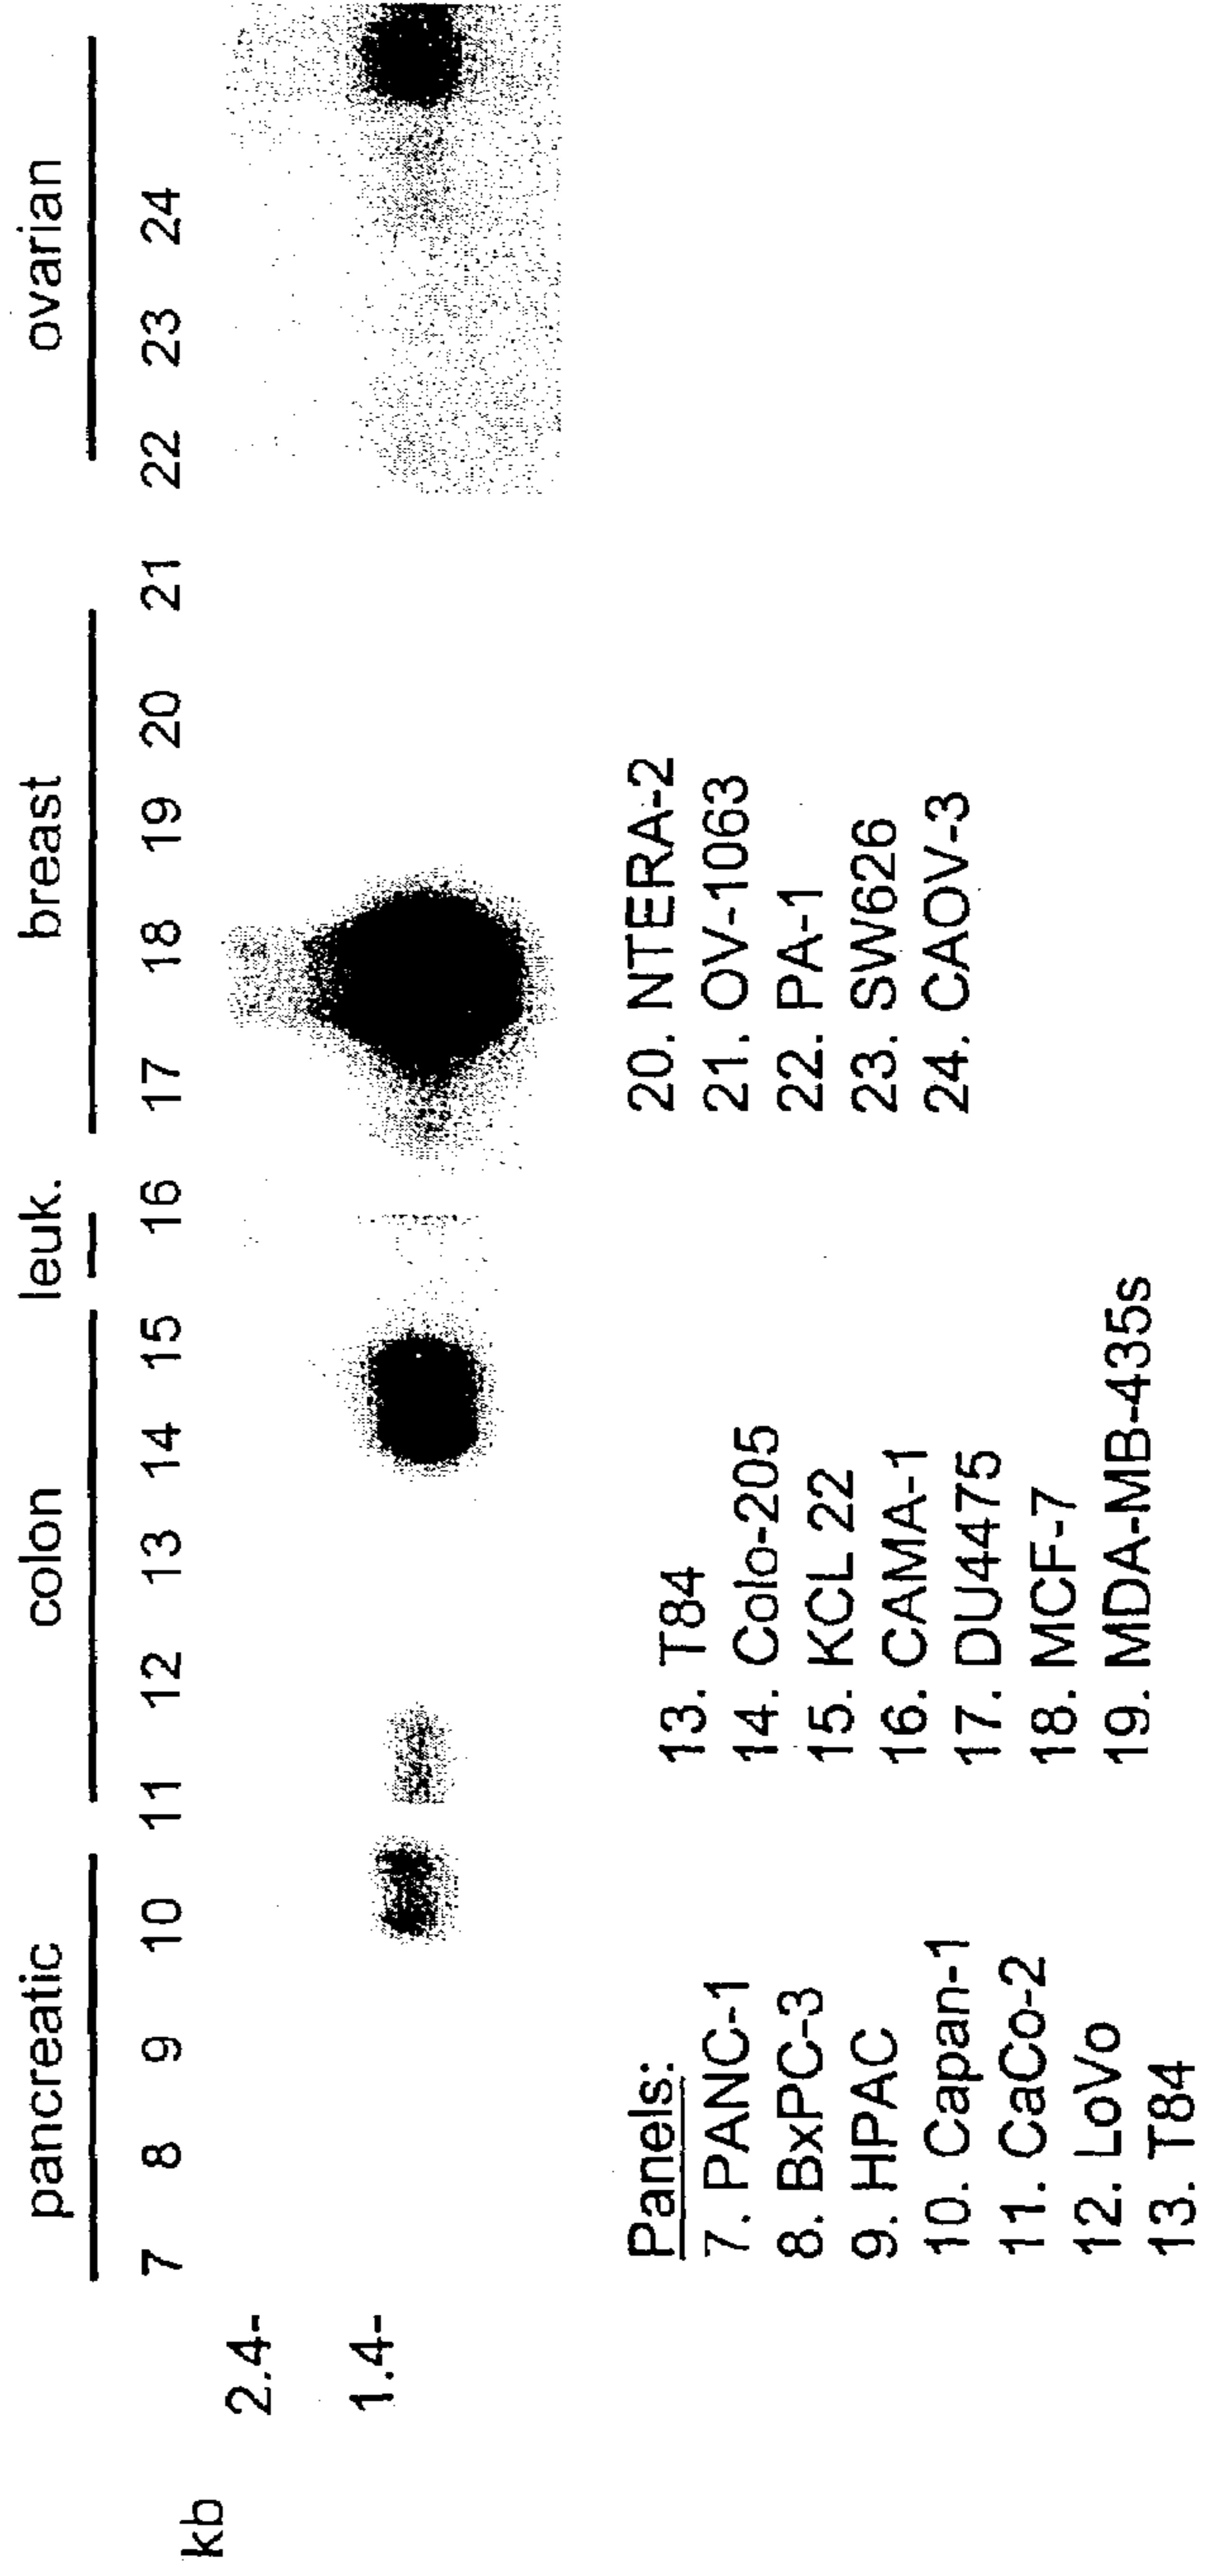 pancreatic colon leuk. breast ovarian
7 8 9 10 11 12 13 14 15 16 17 18 19 20 21 22 23 24
kb
2.4-
1.4-
Panels:
7. PANC-1
8. BxPC-3
9. HPAC
10. Capan-1
11. CaCo-2
12. LoVo
13. T84
13. T84
14. Colo-205
15. KCL 22
16. CAMA-1
17. DU4475
18. MCF-7
19. MDA-MB-435s
20. NTERA-2
21. OV-1063
22. PA-1
23. SW626
24. CAOV-3